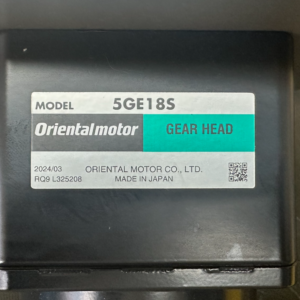 MODEL 5GE18S
Orientalmotor GEAR HEAD
2024/03 ORIENTAL MOTOR CO., LTD.
RQ9 L325208 MADE IN JAPAN